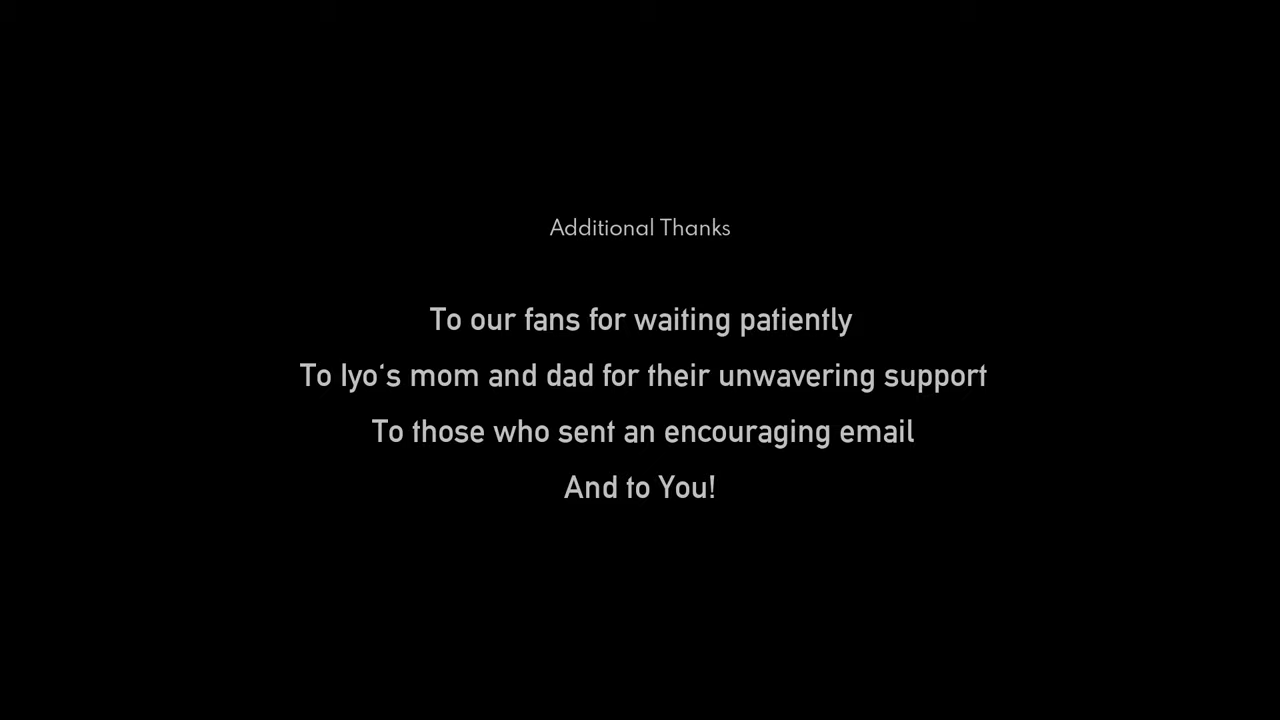 Additional Thanks
To our fans for waiting patiently
To Iyo‘s mom and dad for their unwavering support
To those who sent an encouraging email
And to You!